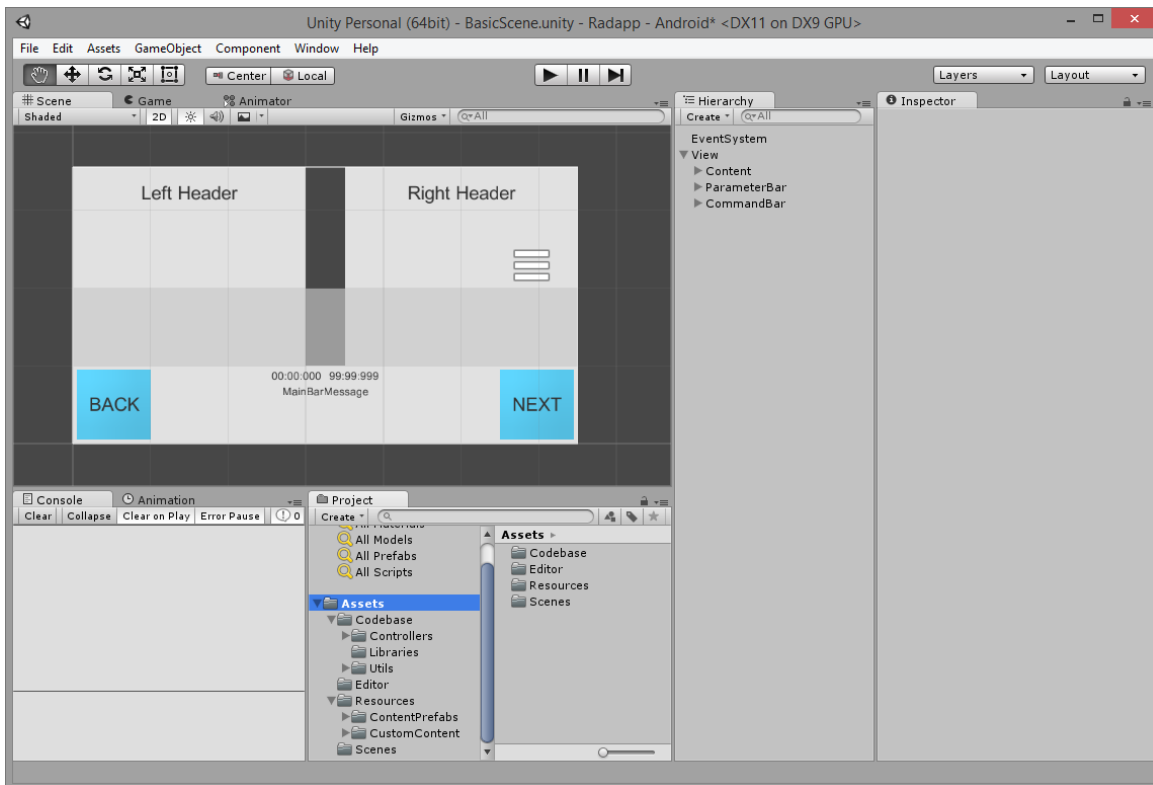 Unity Personal (64bit) - BasicScene.unity - Radapp - Android* <DX11 on DX9 GPU>
File Edit Assets GameObject Component Window Help
Center Local
Layers Layout
Scene Game Animator
Shaded 2D Gizmos All
Left Header Right Header
00:00:000 99:99:999
MainBarMessage
BACK NEXT
Hierarchy
Create All
EventSystem
View
Content
ParameterBar
CommandBar
Inspector
Console Animation
Clear Collapse Clear on Play Error Pause 0
Project
Create
All Materials
All Models
All Prefabs
All Scripts
Assets
Codebase
Controllers
Libraries
Utils
Editor
Resources
ContentPrefabs
CustomContent
Scenes
Assets
Codebase
Editor
Resources
Scenes